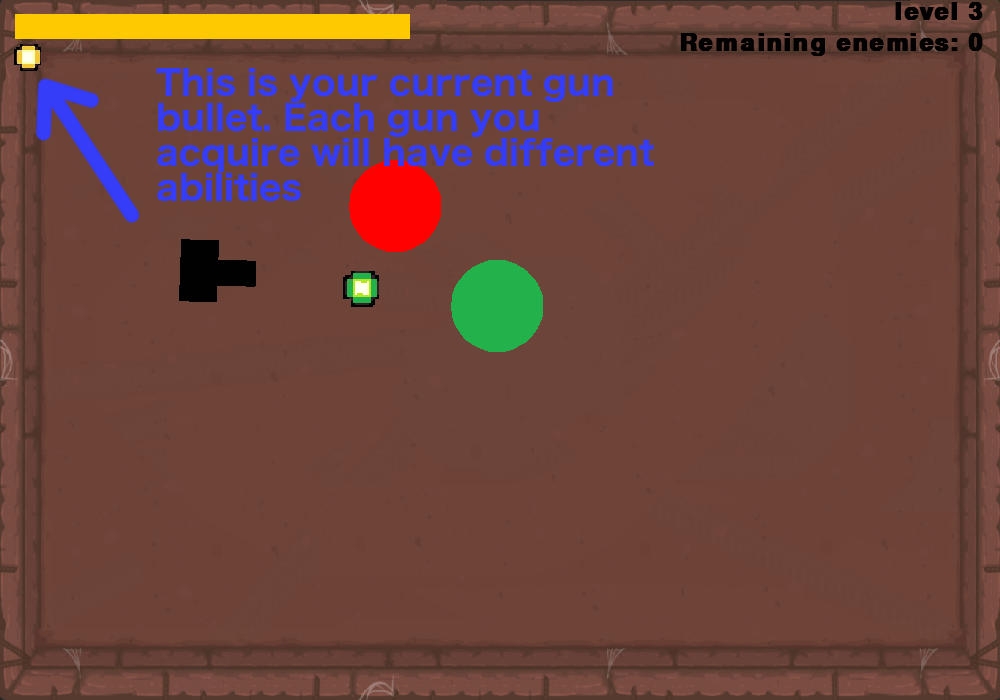 level 3
Remaining enemies: 0
This is your current gun
bullet. Each gun you
acquire will have different
abilities